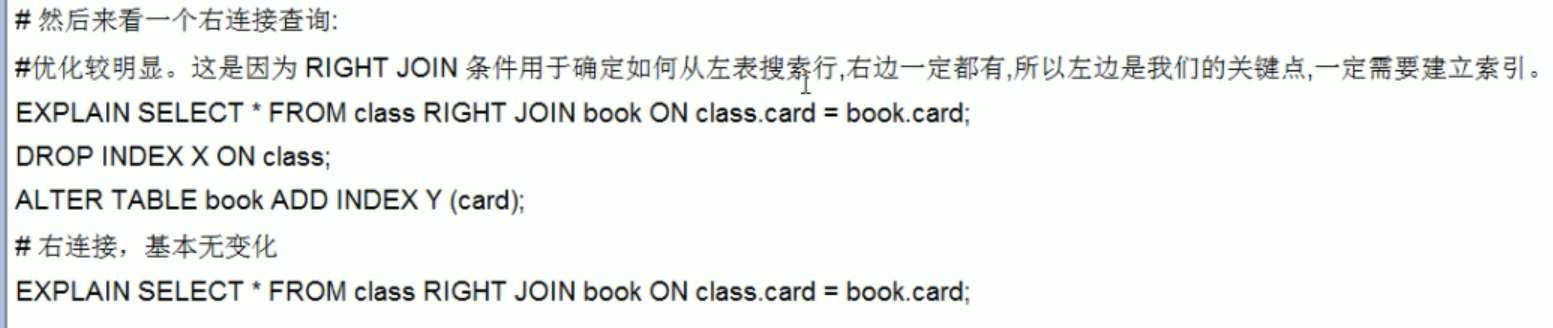 # 然后来看一个右连接查询:
#优化较明显。这是因为 RIGHT JOIN 条件用于确定如何从左表搜索行,右边一定都有,所以左边是我们的关键点,一定需要建立索引。
EXPLAIN SELECT * FROM class RIGHT JOIN book ON class.card = book.card;
DROP INDEX X ON class;
ALTER TABLE book ADD INDEX Y (card);
# 右连接，基本无变化
EXPLAIN SELECT * FROM class RIGHT JOIN book ON class.card = book.card;